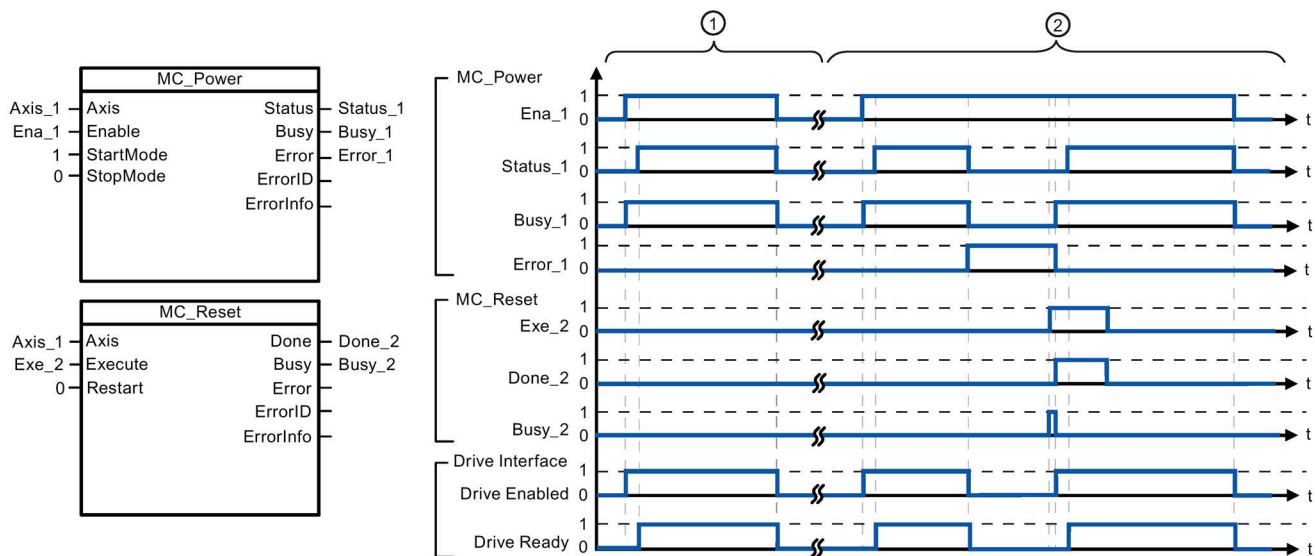 MC_Power
Axis_1 Axis Status Status_1
Ena_1 Enable Busy Busy_1
1 StartMode Error Error_1
0 StopMode ErrorID
ErrorInfo
MC_Reset
Axis_1 Axis Done Done_2
Exe_2 Execute Busy Busy_2
0 Restart Error
ErrorID
ErrorInfo
1 2
MC_Power
1
Ena_1 0 t
1
Status_1 0 t
1
Busy_1 0 t
1
Error_1 0 t
MC_Reset
1
Exe_2 0 t
1
Done_2 0 t
1
Busy_2 0 t
Drive Interface
1
Drive Enabled 0 t
1
Drive Ready 0 t